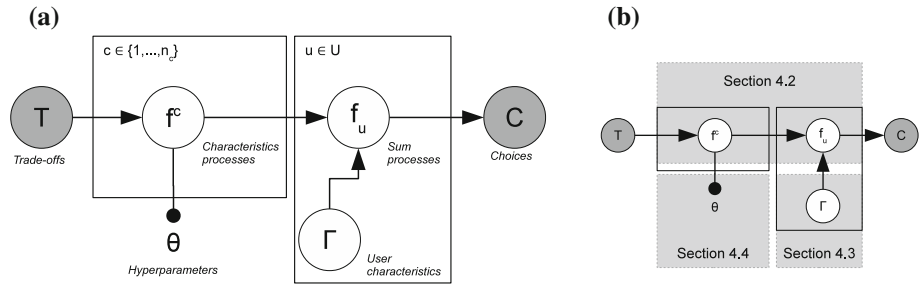 (a)
c ∈ {1,...,n_c}
u ∈ U
T
f^c
f_u
C
Trade-offs
Characteristics
processes
Sum
processes
Choices
θ
Hyperparameters
Γ
User
characteristics
(b)
Section 4.2
T
f^c
f_u
C
θ
Γ
Section 4.4
Section 4.3